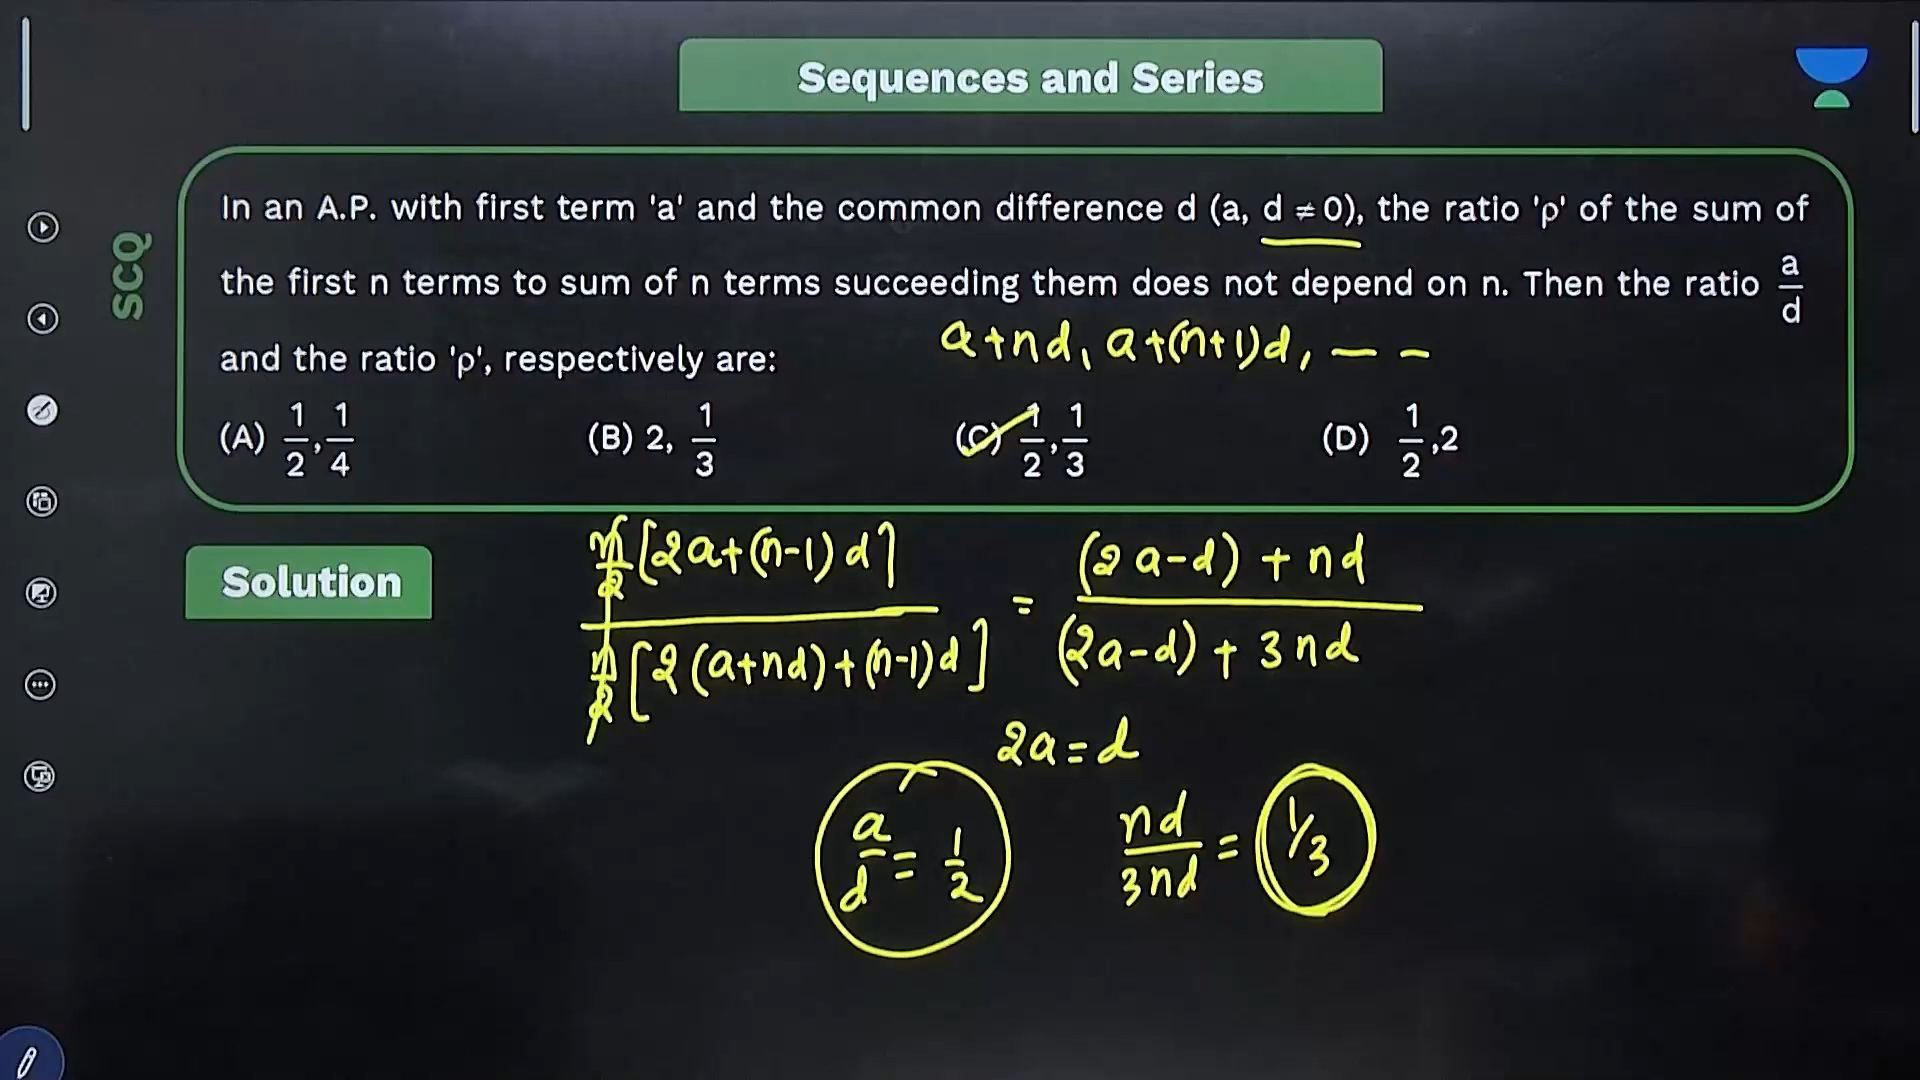 Sequences and Series
SCQ
In an A.P. with first term 'a' and the common difference d (a, d ≠ 0), the ratio 'ρ' of the sum of
the first n terms to sum of n terms succeeding them does not depend on n. Then the ratio a/d
and the ratio 'ρ', respectively are:
a+nd, a+(n+1)d, – –
(A) 1/2, 1/4 (B) 2, 1/3 (C) 1/2, 1/3 (D) 1/2, 2
Solution
n/2 [2a+(n-1)d] / n/2 [2(a+nd)+(n-1)d] = (2a-d) + nd / (2a-d) + 3nd
2a = d
a/d = 1/2 nd/3nd = 1/3